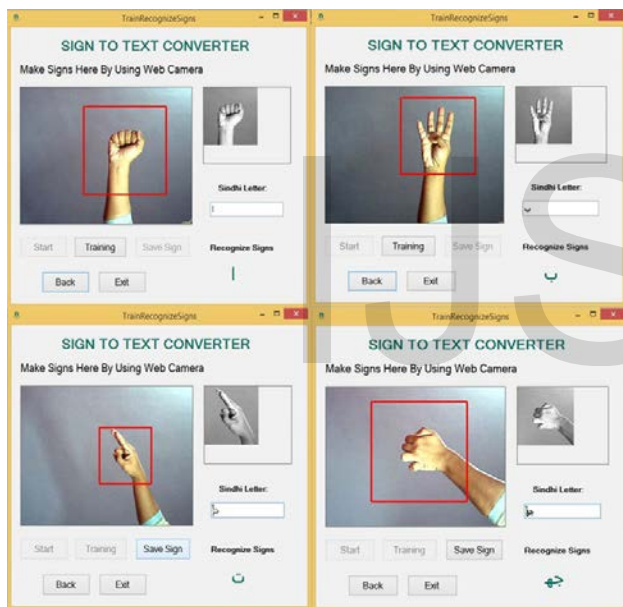 TrainRecognizeSigns
SIGN TO TEXT CONVERTER
Make Signs Here By Using Web Camera
Sindhi Letter:
ا
Start Training Save Sign
Recognize Signs
ا
Back Exit
TrainRecognizeSigns
SIGN TO TEXT CONVERTER
Make Signs Here By Using Web Camera
Sindhi Letter:
ب
Start Training Save Sign
Recognize Signs
ب
Back Exit
TrainRecognizeSigns
SIGN TO TEXT CONVERTER
Make Signs Here By Using Web Camera
Sindhi Letter:
Start Training Save Sign
Recognize Signs
ت
Back Exit
TrainRecognizeSigns
SIGN TO TEXT CONVERTER
Make Signs Here By Using Web Camera
Sindhi Letter:
Start Training Save Sign
Recognize Signs
جهہ
Back Exit
IJS